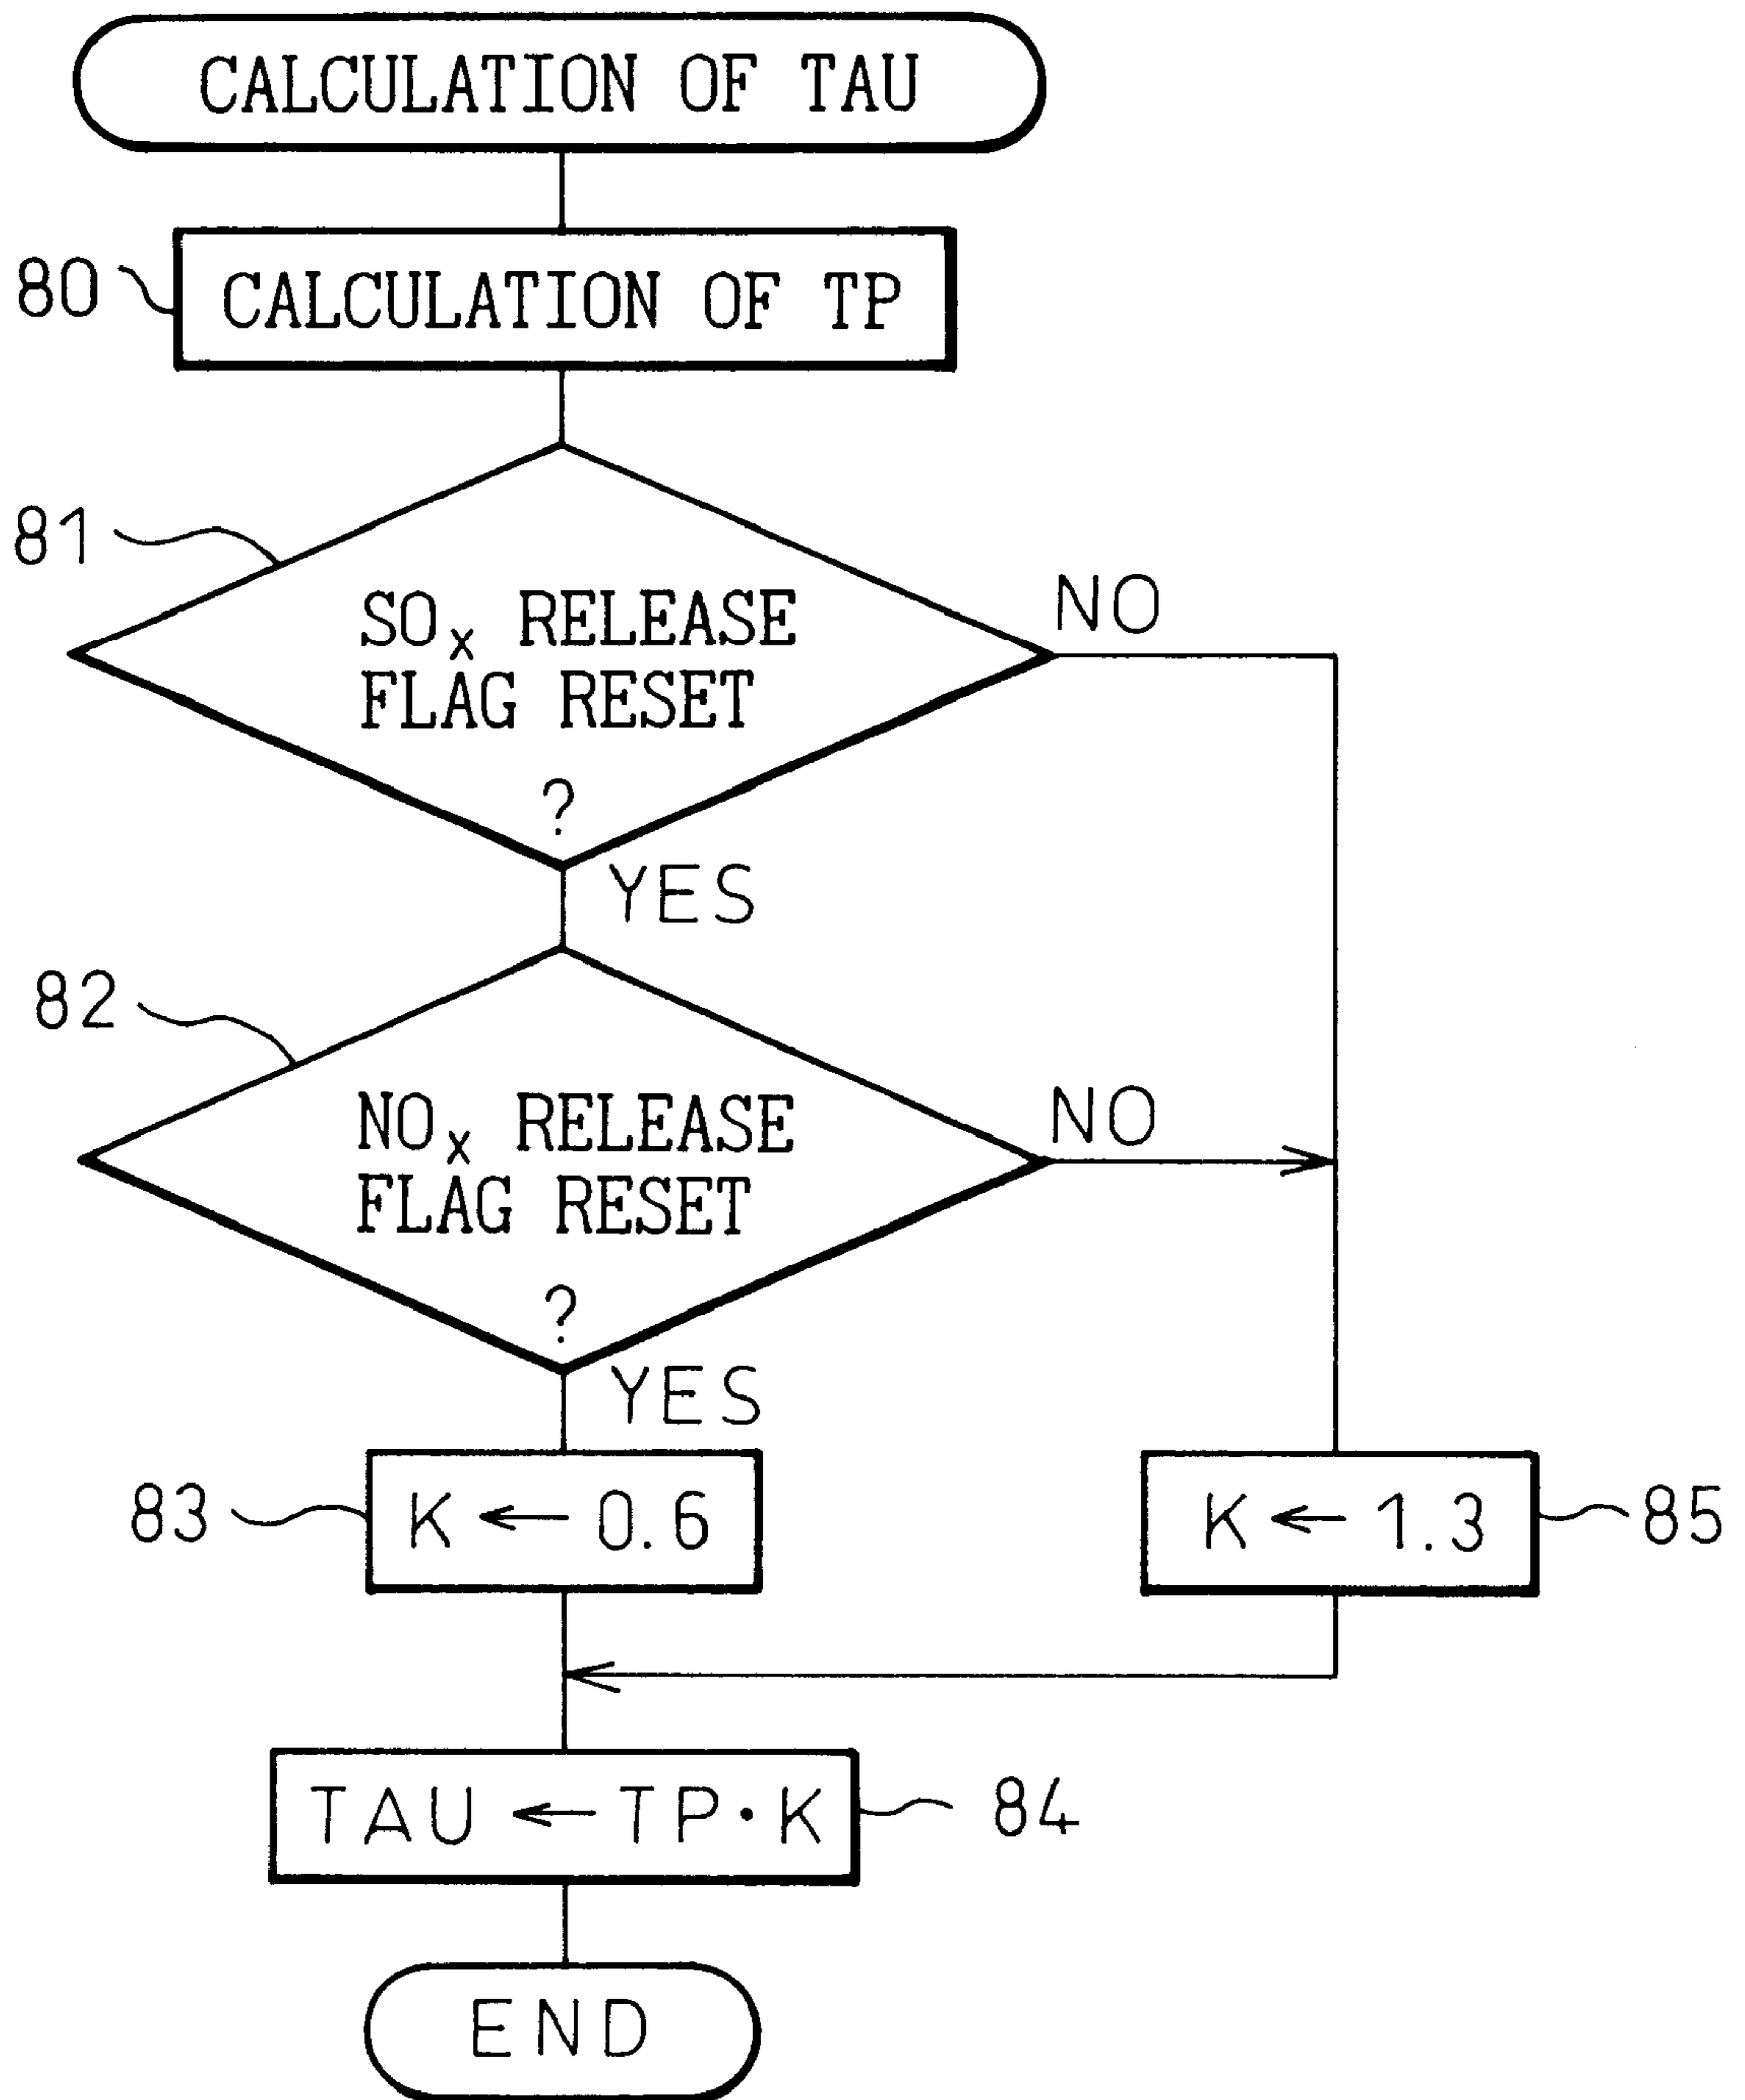 CALCULATION OF TAU
80
CALCULATION OF TP
81
SOₓ RELEASE
FLAG RESET
?
NO
YES
82
NOₓ RELEASE
FLAG RESET
?
NO
YES
83
K ← 0.6
K ← 1.3
85
TAU ← TP·K
84
END